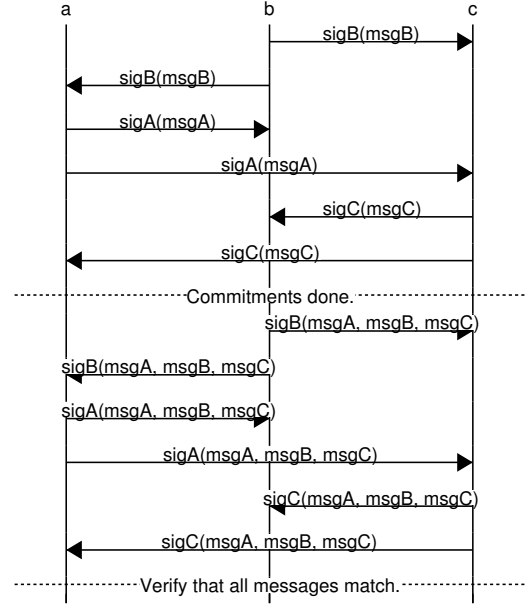 a b c
sigB(msgB)
sigB(msgB)
sigA(msgA)
sigA(msgA)
sigC(msgC)
sigC(msgC)
Commitments done.
sigB(msgA, msgB, msgC)
sigB(msgA, msgB, msgC)
sigA(msgA, msgB, msgC)
sigA(msgA, msgB, msgC)
sigC(msgA, msgB, msgC)
sigC(msgA, msgB, msgC)
Verify that all messages match.